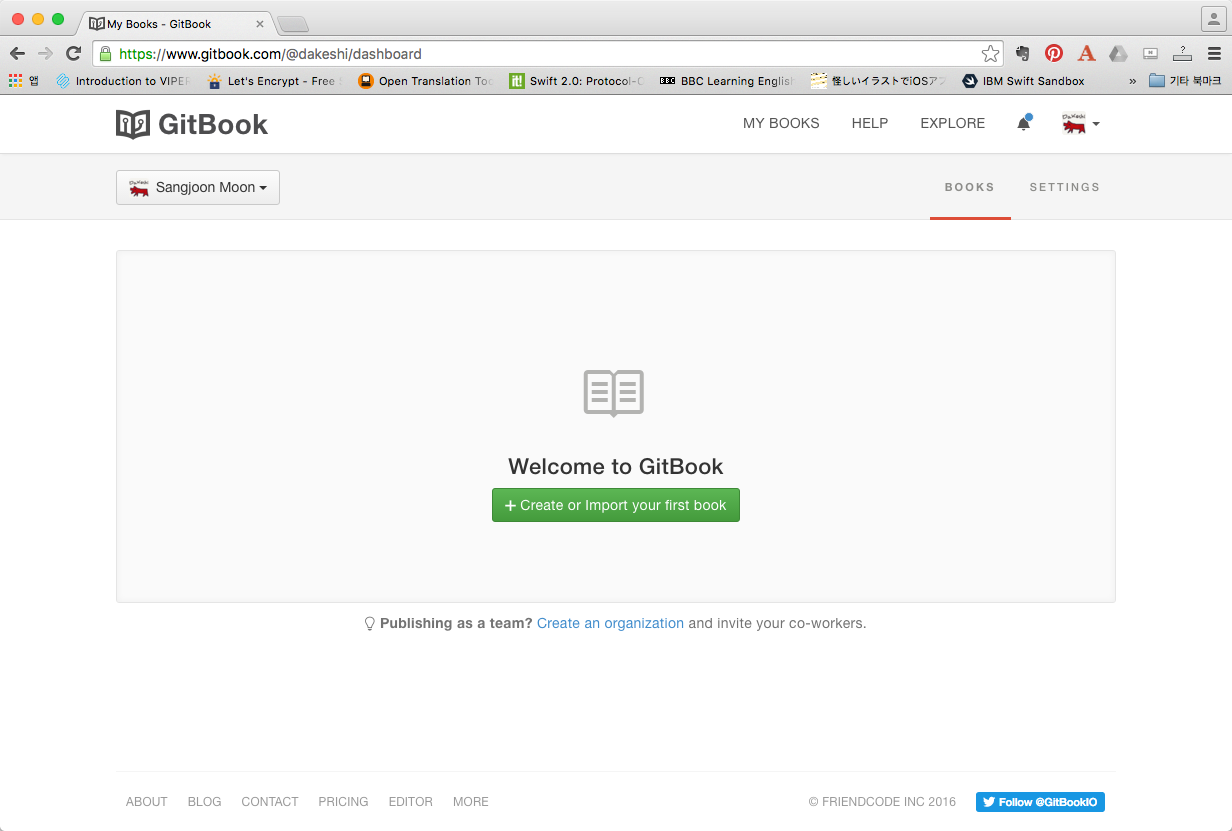 My Books - GitBook
https://www.gitbook.com/@dakeshi/dashboard
앱 Introduction to VIPER Let's Encrypt - Free Open Translation Too Swift 2.0: Protocol- BBC BBC Learning English 怪しいイラストでiOSア IBM Swift Sandbox » 기타 북마크
GitBook MY BOOKS HELP EXPLORE
Sangjoon Moon BOOKS SETTINGS
Welcome to GitBook
+ Create or Import your first book
Publishing as a team? Create an organization and invite your co-workers.
ABOUT BLOG CONTACT PRICING EDITOR MORE © FRIENDCODE INC 2016 Follow @GitBookIO